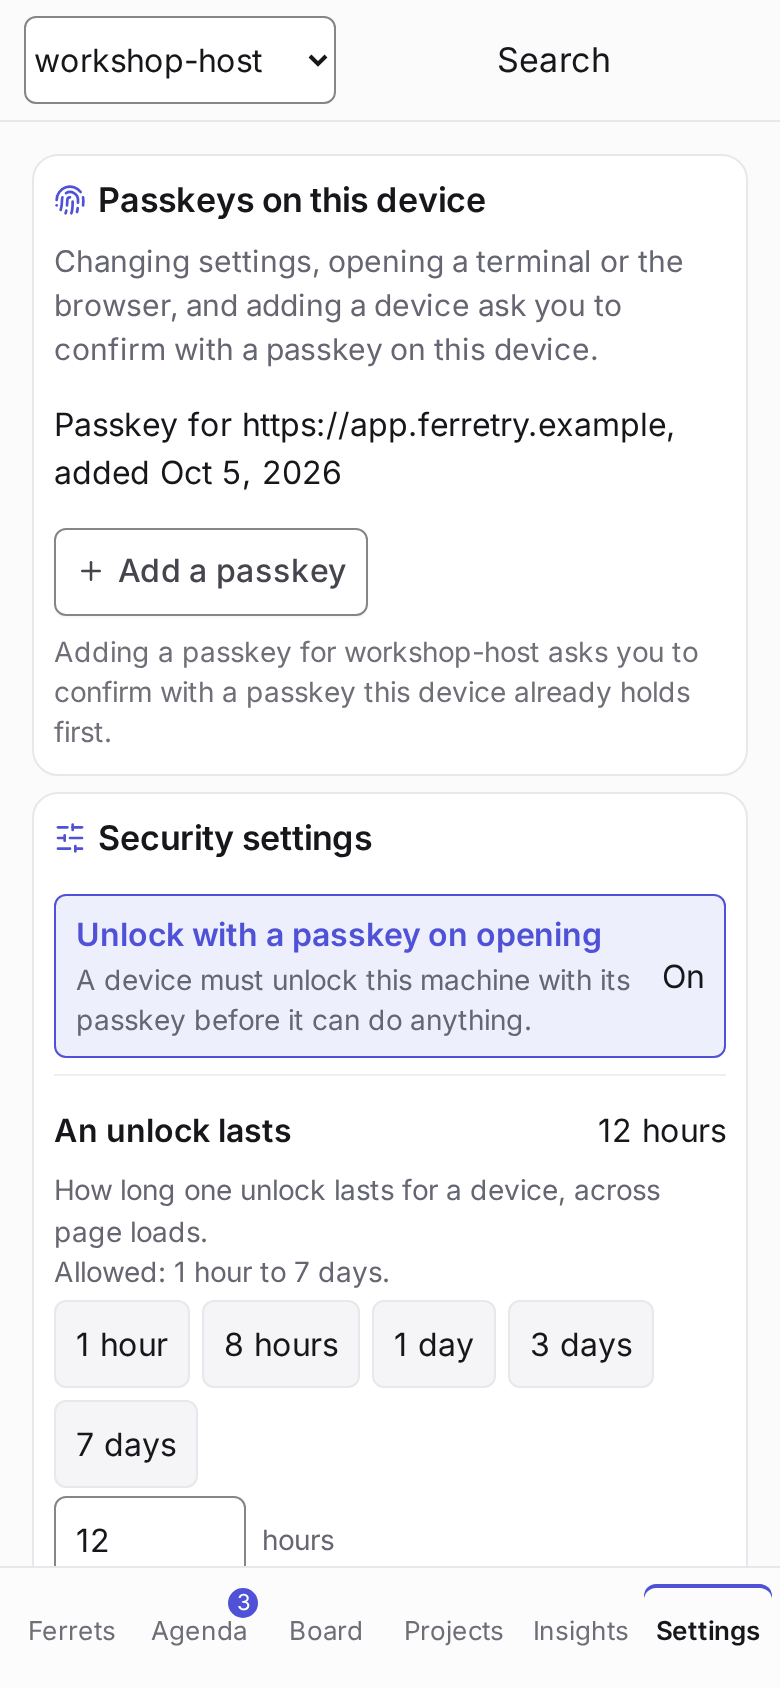 workshop-host
Search
Passkeys on this device
Changing settings, opening a terminal or the
browser, and adding a device ask you to
confirm with a passkey on this device.
Passkey for https://app.ferretry.example,
added Oct 5, 2026
+ Add a passkey
Adding a passkey for workshop-host asks you to
confirm with a passkey this device already holds
first.
Security settings
Unlock with a passkey on opening
A device must unlock this machine with its
passkey before it can do anything.
On
An unlock lasts
12 hours
How long one unlock lasts for a device, across
page loads.
Allowed: 1 hour to 7 days.
1 hour
8 hours
1 day
3 days
7 days
12
hours
Ferrets
Agenda
3
Board
Projects
Insights
Settings